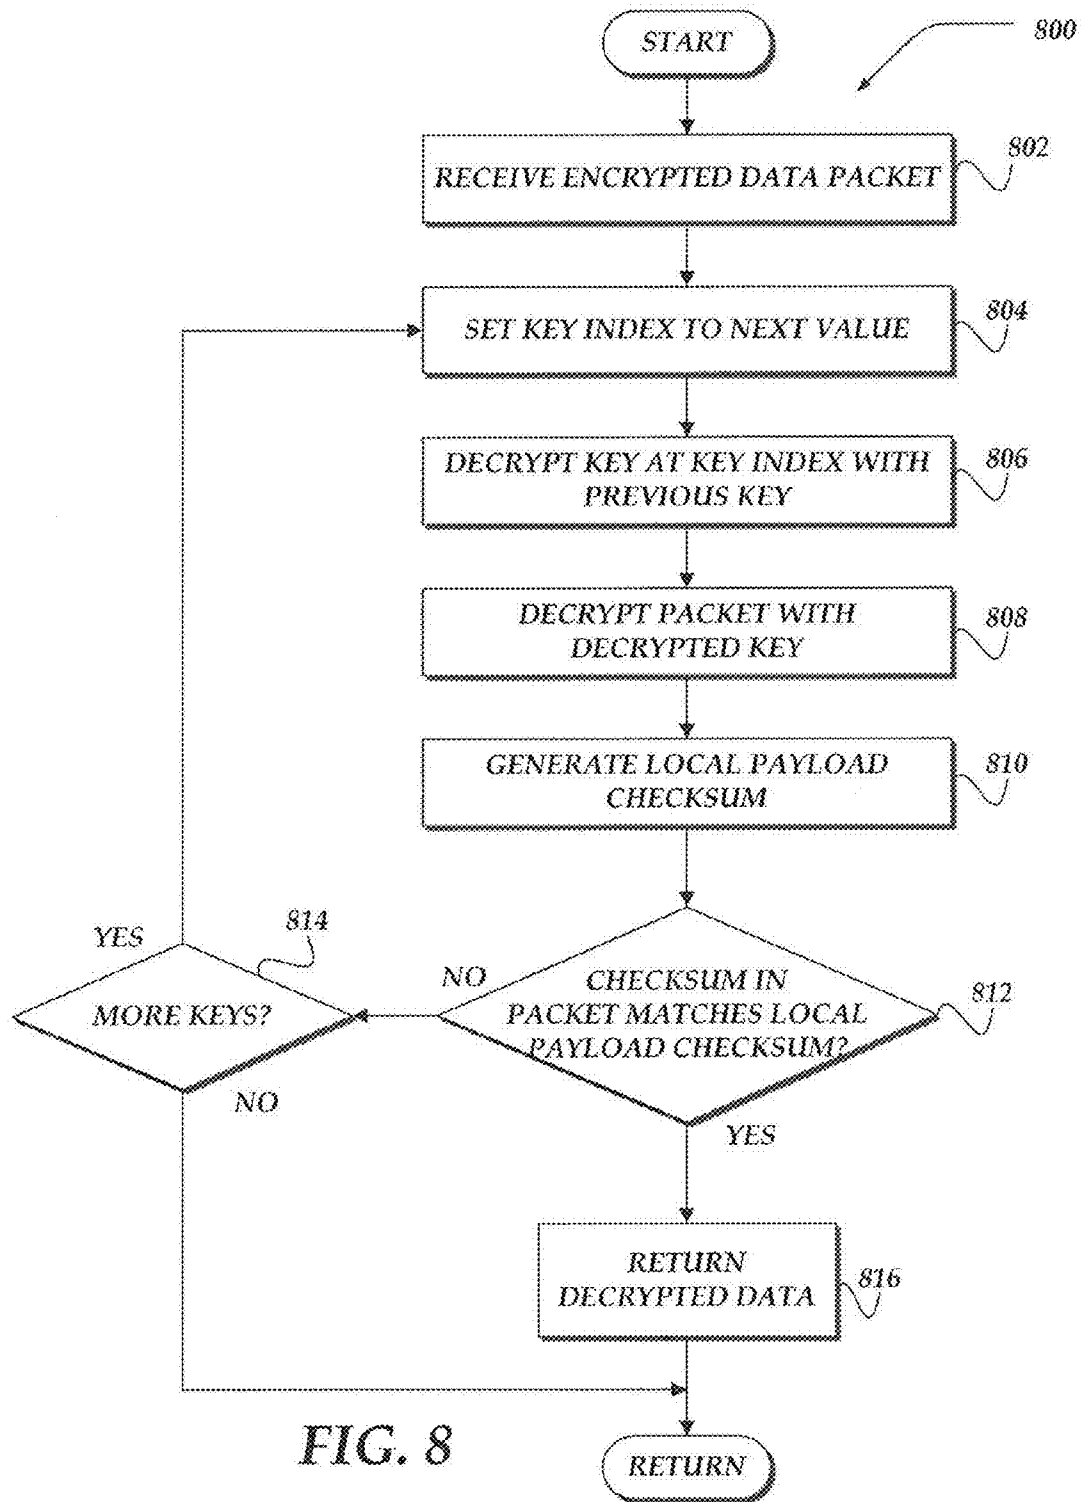 START
800
RECEIVE ENCRYPTED DATA PACKET
802
SET KEY INDEX TO NEXT VALUE
804
DECRYPT KEY AT KEY INDEX WITH
PREVIOUS KEY
806
DECRYPT PACKET WITH
DECRYPTED KEY
808
GENERATE LOCAL PAYLOAD
CHECKSUM
810
YES
814
MORE KEYS?
NO
NO
CHECKSUM IN
PACKET MATCHES LOCAL
PAYLOAD CHECKSUM?
812
YES
RETURN
DECRYPTED DATA
816
FIG. 8
RETURN